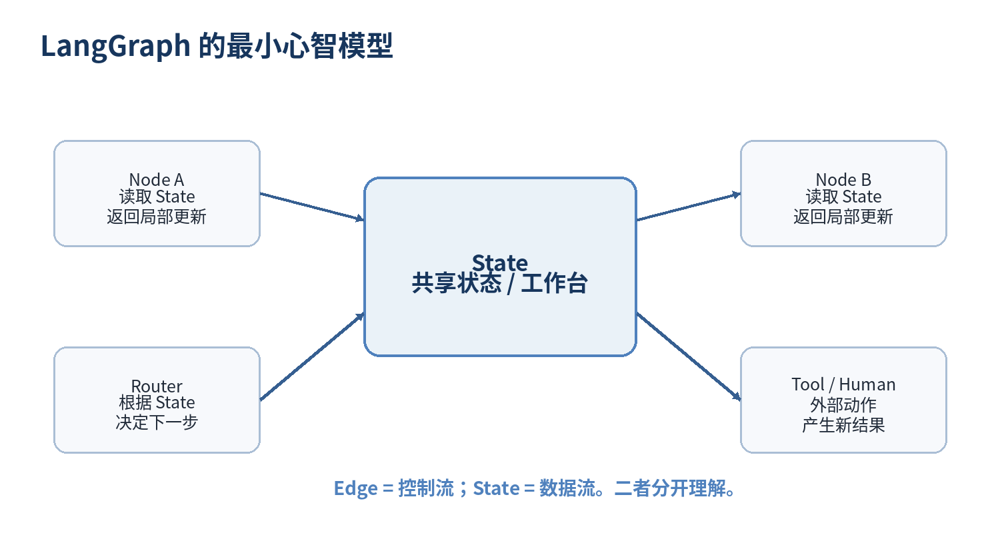 LangGraph 的最小心智模型
Node A
读取 State
返回局部更新
Node B
读取 State
返回局部更新
State
共享状态 / 工作台
Router
根据 State
决定下一步
Tool / Human
外部动作
产生新结果
Edge = 控制流；State = 数据流。二者分开理解。